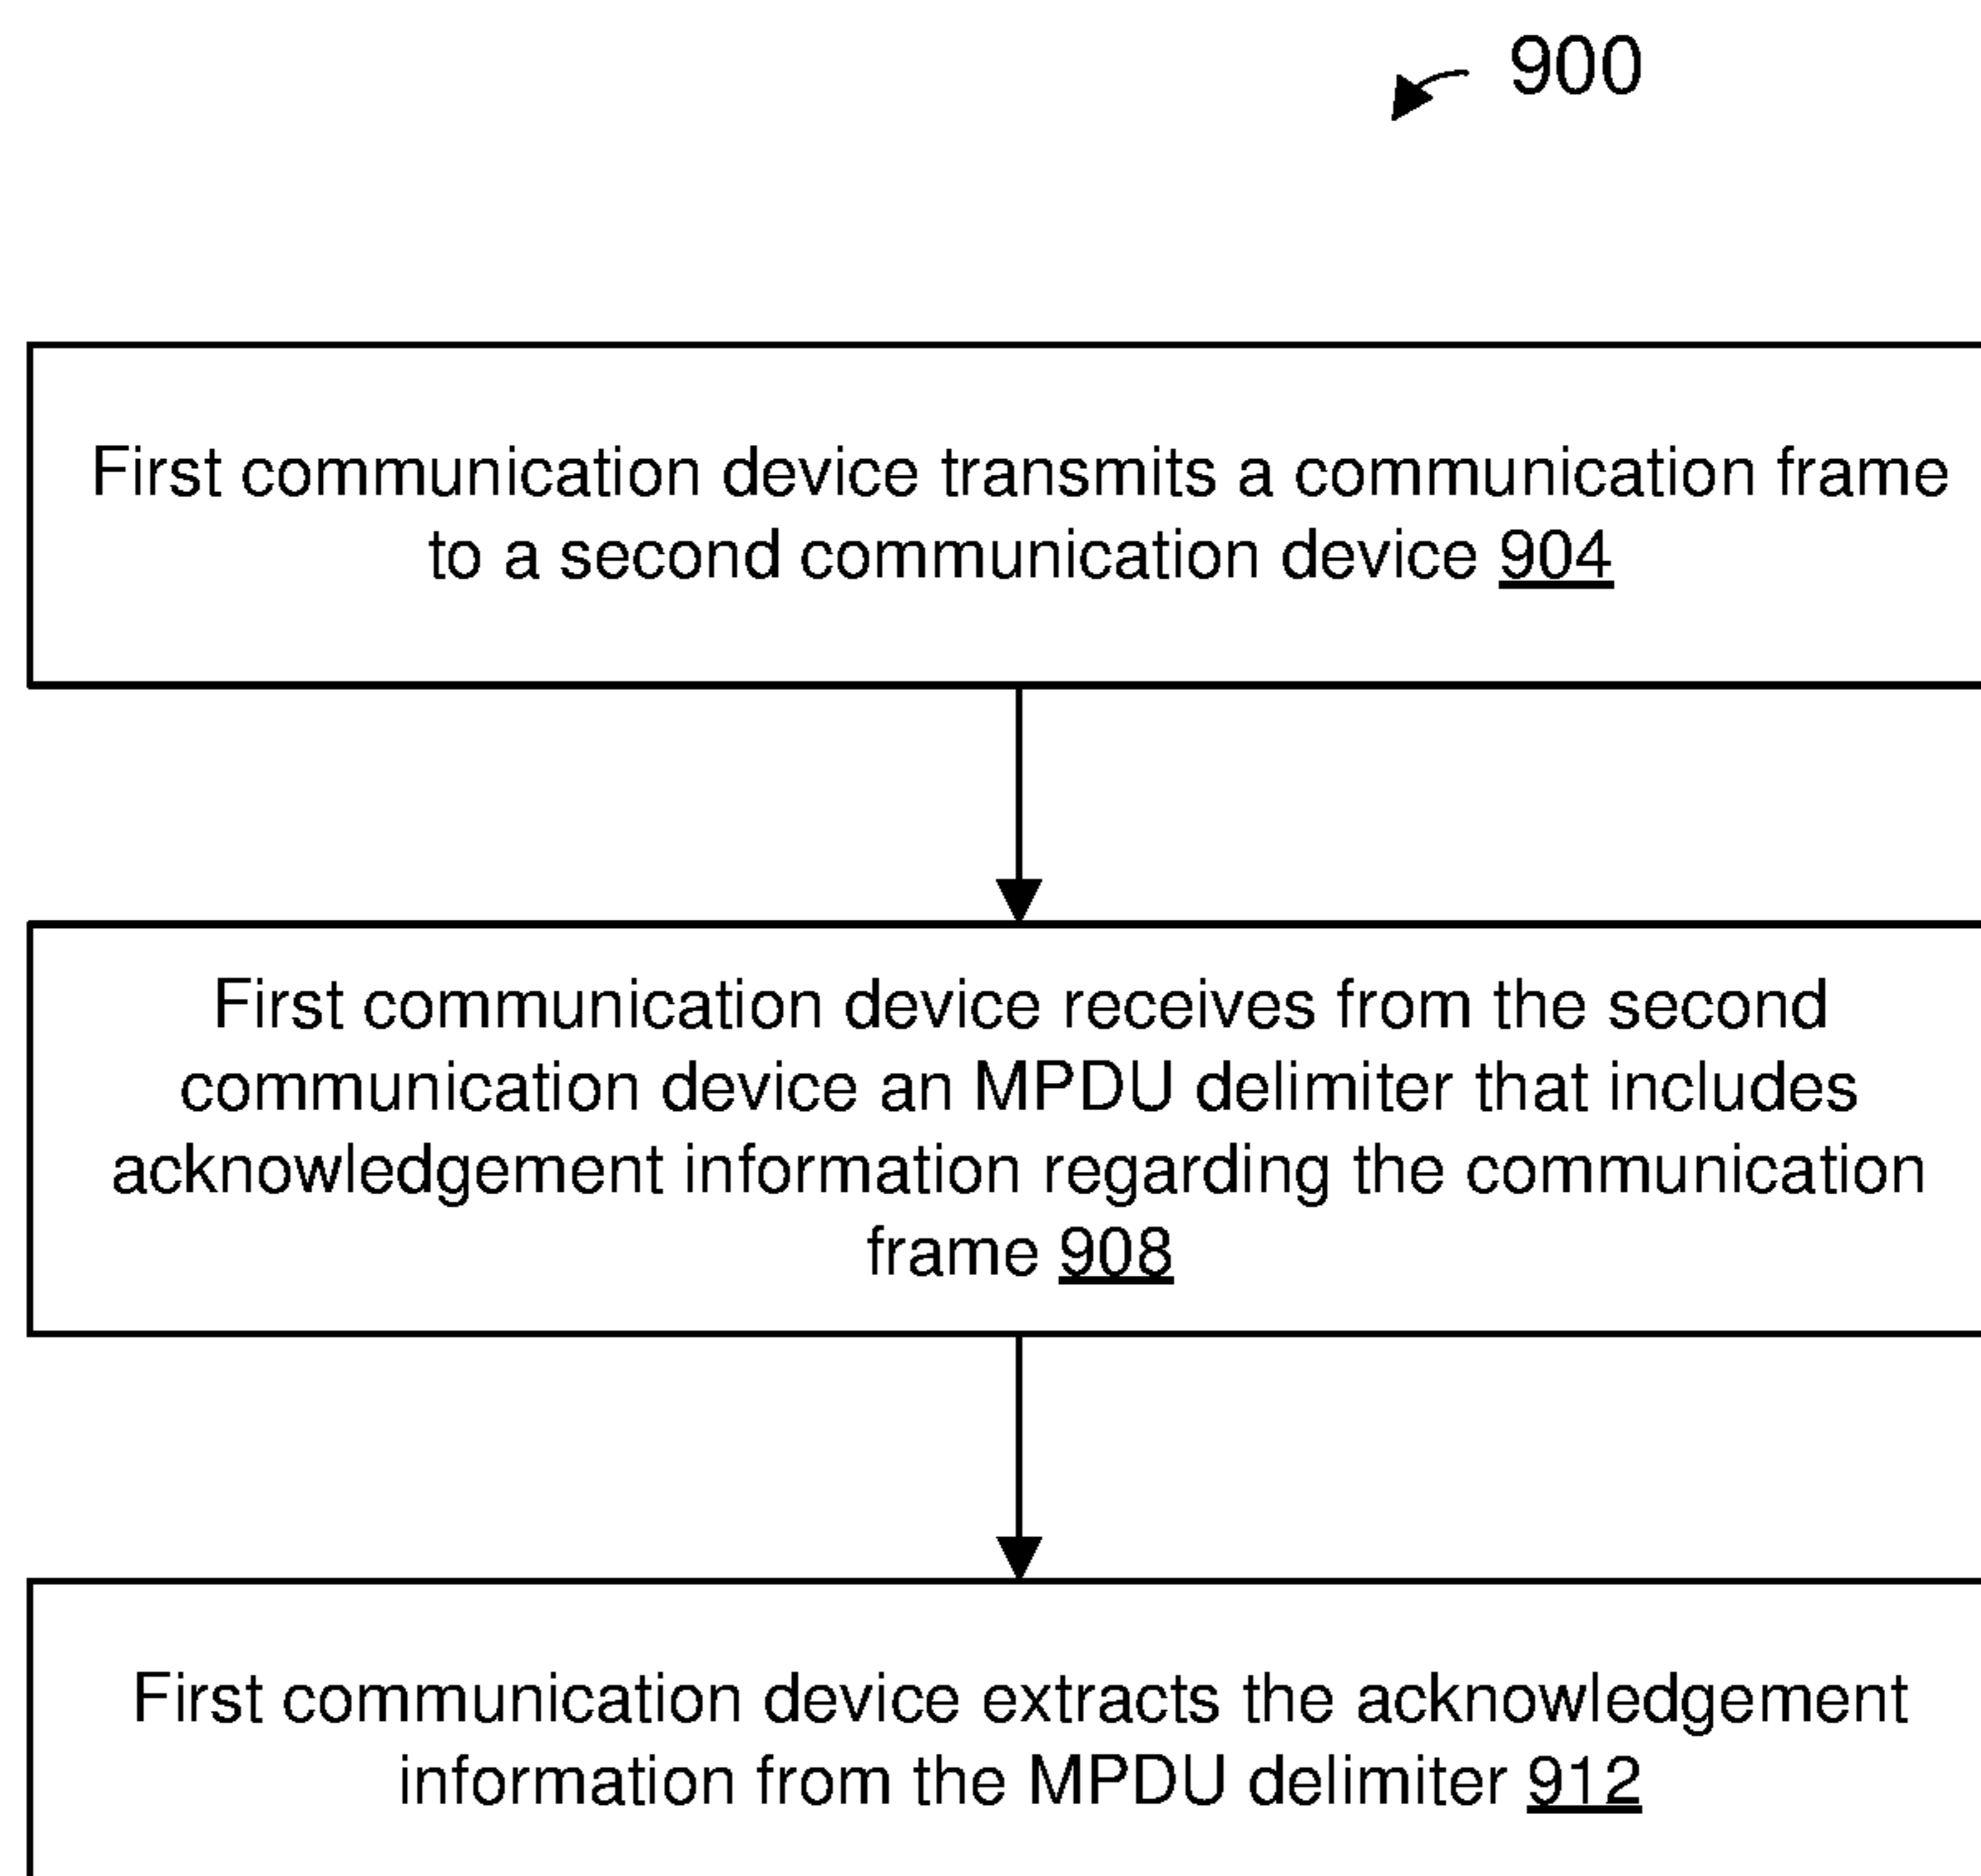 900
First communication device transmits a communication frame
to a second communication device 904
First communication device receives from the second
communication device an MPDU delimiter that includes
acknowledgement information regarding the communication
frame 908
First communication device extracts the acknowledgement
information from the MPDU delimiter 912